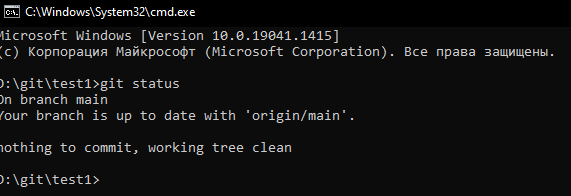 C:\Windows\System32\cmd.exe
Microsoft Windows [Version 10.0.19041.1415]
(c) Корпорация Майкрософт (Microsoft Corporation). Все права защищены.
D:\git\test1>git status
On branch main
Your branch is up to date with 'origin/main'.
nothing to commit, working tree clean
D:\git\test1>